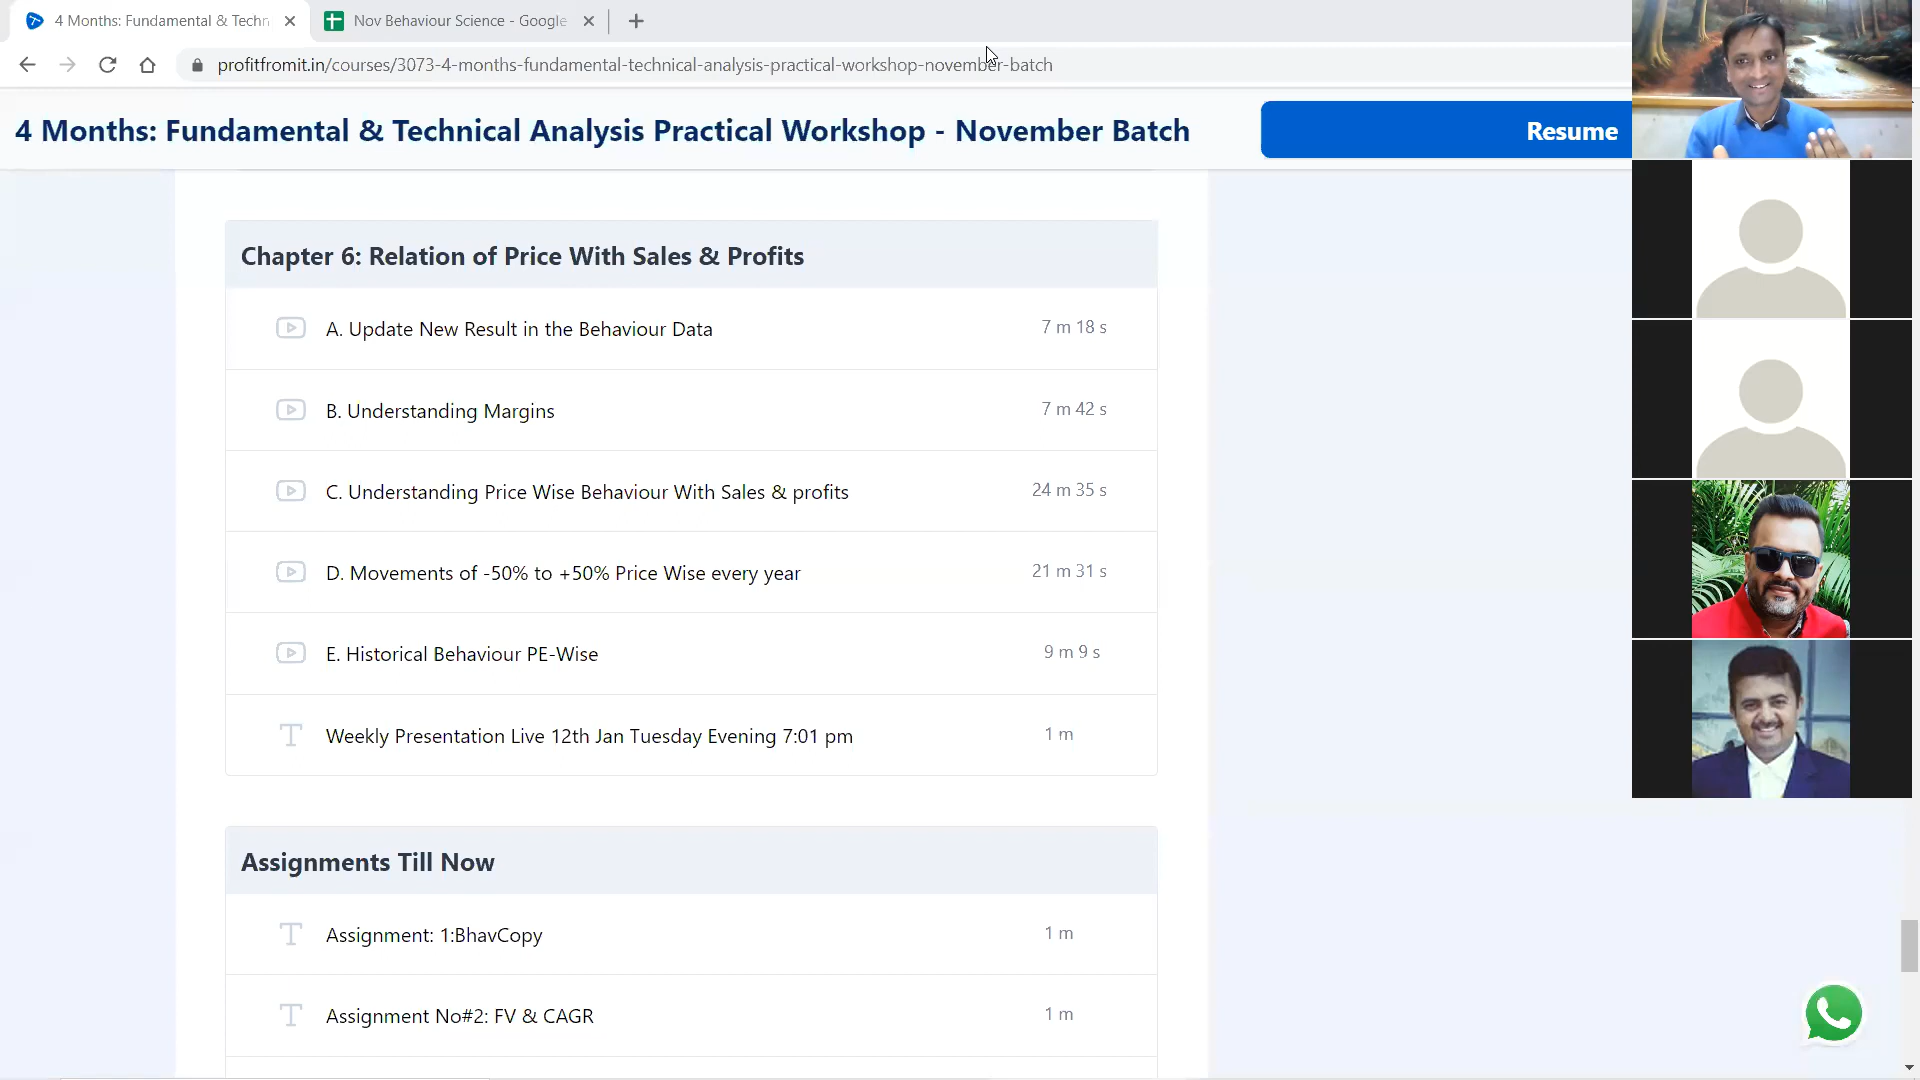 4 Months: Fundamental & Techn
Nov Behaviour Science - Google
profitfromit.in/courses/3073-4-months-fundamental-technical-analysis-practical-workshop-november-batch
4 Months: Fundamental & Technical Analysis Practical Workshop - November Batch
Resume
Chapter 6: Relation of Price With Sales & Profits
A. Update New Result in the Behaviour Data 7 m 18 s
B. Understanding Margins 7 m 42 s
C. Understanding Price Wise Behaviour With Sales & profits 24 m 35 s
D. Movements of -50% to +50% Price Wise every year 21 m 31 s
E. Historical Behaviour PE-Wise 9 m 9 s
Weekly Presentation Live 12th Jan Tuesday Evening 7:01 pm 1 m
Assignments Till Now
Assignment: 1:BhavCopy 1 m
Assignment No#2: FV & CAGR 1 m